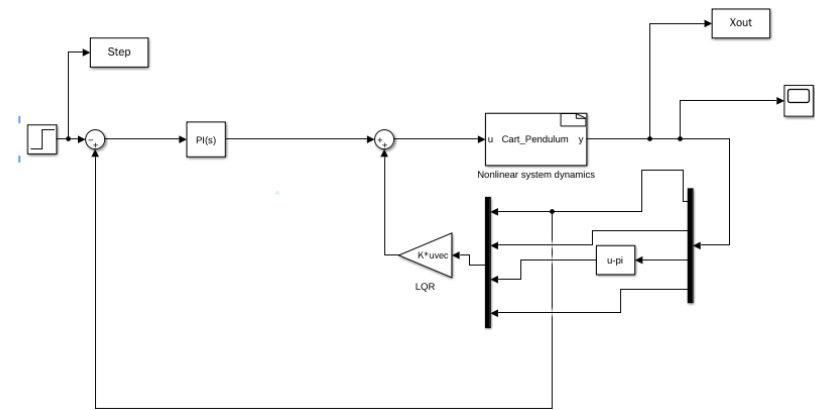 Xout
Step
PI(s)
u Cart_Pendulum y
Nonlinear system dynamics
K*uvec
u-pi
LQR